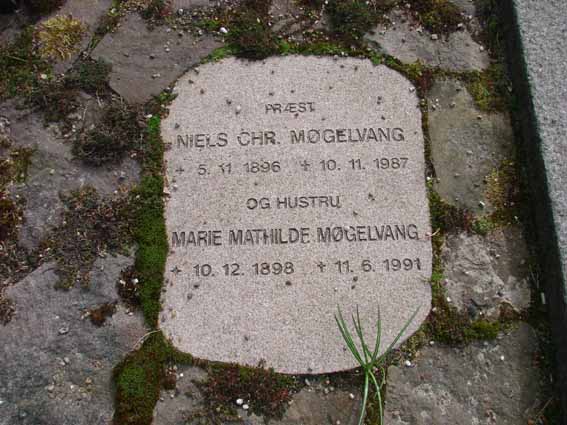 PRÆST
NIELS CHR. MØGELVANG
+ 5. 11 1896 ✝ 10. 11. 1987
OG HUSTRU
MARIE MATHILDE MØGELVANG
+ 10. 12. 1898 ✝ 11. 6. 1991